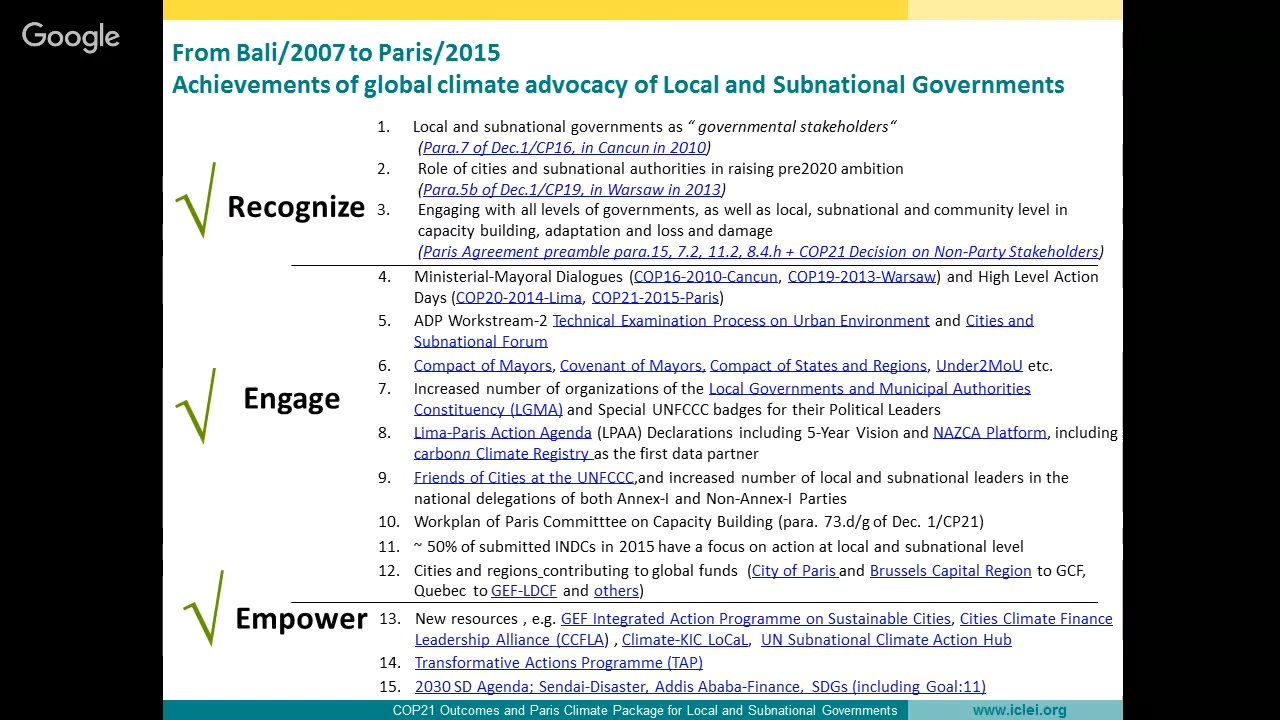 Google
From Bali/2007 to Paris/2015
Achievements of global climate advocacy of Local and Subnational Governments
√ Recognize
1. Local and subnational governments as “ governmental stakeholders“
(Para.7 of Dec.1/CP16, in Cancun in 2010)
2. Role of cities and subnational authorities in raising pre2020 ambition
(Para.5b of Dec.1/CP19, in Warsaw in 2013)
3. Engaging with all levels of governments, as well as local, subnational and community level in
capacity building, adaptation and loss and damage
(Paris Agreement preamble para.15, 7.2, 11.2, 8.4.h + COP21 Decision on Non-Party Stakeholders)
√ Engage
4. Ministerial-Mayoral Dialogues (COP16-2010-Cancun, COP19-2013-Warsaw) and High Level Action
Days (COP20-2014-Lima, COP21-2015-Paris)
5. ADP Workstream-2 Technical Examination Process on Urban Environment and Cities and
Subnational Forum
6. Compact of Mayors, Covenant of Mayors, Compact of States and Regions, Under2MoU etc.
7. Increased number of organizations of the Local Governments and Municipal Authorities
Constituency (LGMA) and Special UNFCCC badges for their Political Leaders
8. Lima-Paris Action Agenda (LPAA) Declarations including 5-Year Vision and NAZCA Platform, including
carbonn Climate Registry as the first data partner
9. Friends of Cities at the UNFCCC,and increased number of local and subnational leaders in the
national delegations of both Annex-I and Non-Annex-I Parties
10. Workplan of Paris Committtee on Capacity Building (para. 73.d/g of Dec. 1/CP21)
11. ~ 50% of submitted INDCs in 2015 have a focus on action at local and subnational level
12. Cities and regions contributing to global funds (City of Paris and Brussels Capital Region to GCF,
Quebec to GEF-LDCF and others)
√ Empower
13. New resources , e.g. GEF Integrated Action Programme on Sustainable Cities, Cities Climate Finance
Leadership Alliance (CCFLA) , Climate-KIC LoCaL, UN Subnational Climate Action Hub
14. Transformative Actions Programme (TAP)
15. 2030 SD Agenda; Sendai-Disaster, Addis Ababa-Finance, SDGs (including Goal:11)
COP21 Outcomes and Paris Climate Package for Local and Subnational Governments
www.iclei.org